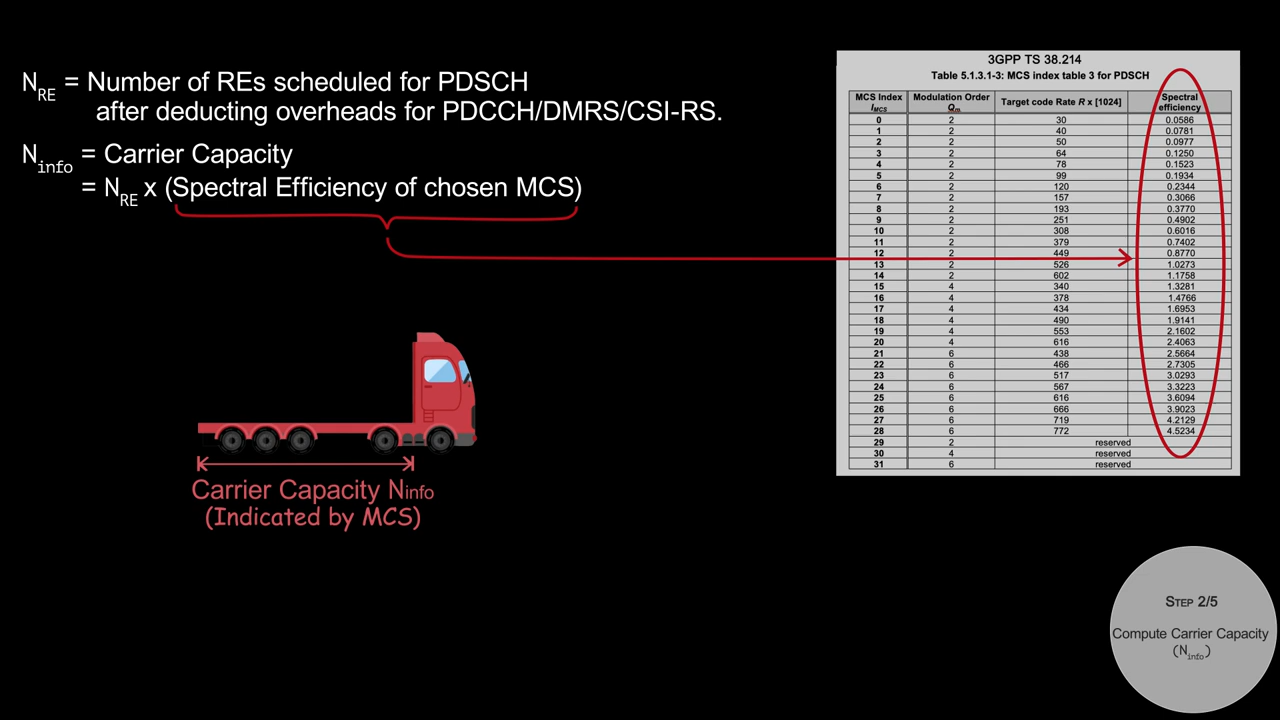 N_RE = Number of REs scheduled for PDSCH
after deducting overheads for PDCCH/DMRS/CSI-RS.
N_info = Carrier Capacity
= N_RE x (Spectral Efficiency of chosen MCS)
3GPP TS 38.214
Table 5.1.3.1-3: MCS index table 3 for PDSCH
MCS Index I_MCS | Modulation Order Q_m | Target code Rate R x [1024] | Spectral efficiency
0 2 30 0.0586
1 2 40 0.0781
2 2 50 0.0977
3 2 64 0.1250
4 2 78 0.1523
5 2 99 0.1934
6 2 120 0.2344
7 2 157 0.3066
8 2 193 0.3770
9 2 251 0.4902
10 2 308 0.6016
11 2 379 0.7402
12 2 449 0.8770
13 2 526 1.0273
14 2 602 1.1758
15 4 340 1.3281
16 4 378 1.4766
17 4 434 1.6953
18 4 490 1.9141
19 4 553 2.1602
20 4 616 2.4063
21 6 438 2.5664
22 6 466 2.7305
23 6 517 3.0293
24 6 567 3.3223
25 6 616 3.6094
26 6 666 3.9023
27 6 719 4.2129
28 6 772 4.5234
29 2 reserved
30 4 reserved
31 6 reserved
Carrier Capacity Ninfo
(Indicated by MCS)
STEP 2/5
Compute Carrier Capacity
(N_info)